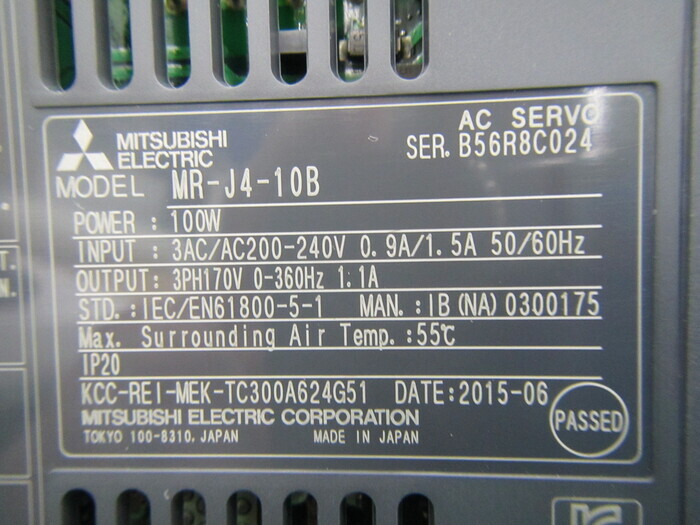 AC SERVO
MITSUBISHI
ELECTRIC
SER. B56R8C024
MODEL MR-J4-10B
POWER : 100W
INPUT : 3AC/AC200-240V 0.9A/1.5A 50/60Hz
OUTPUT: 3PH170V 0-360Hz 1.1A
STD.: IEC/EN61800-5-1 MAN.: IB(NA)0300175
Max. Surrounding Air Temp.:55℃
IP20
KCC-REI-MEK-TC300A624G51 DATE:2015-06
MITSUBISHI ELECTRIC CORPORATION
TOKYO 100-8310, JAPAN MADE IN JAPAN
PASSED